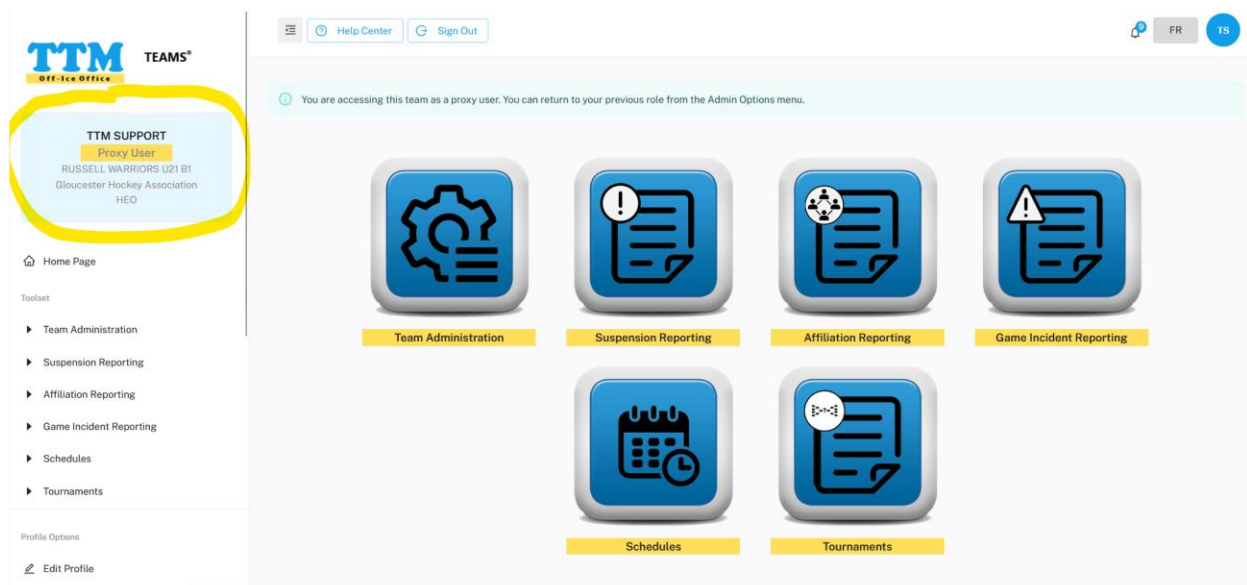 TTM TEAMS®
Off-Ice Office
TTM SUPPORT
Proxy User
RUSSELL WARRIORS U21 B1
Gloucester Hockey Association
HEO
Home Page
Toolset
Team Administration
Suspension Reporting
Affiliation Reporting
Game Incident Reporting
Schedules
Tournaments
Profile Options
Edit Profile
Help Center
Sign Out
9
FR
TS
You are accessing this team as a proxy user. You can return to your previous role from the Admin Options menu.
Team Administration
Suspension Reporting
Affiliation Reporting
Game Incident Reporting
Schedules
Tournaments